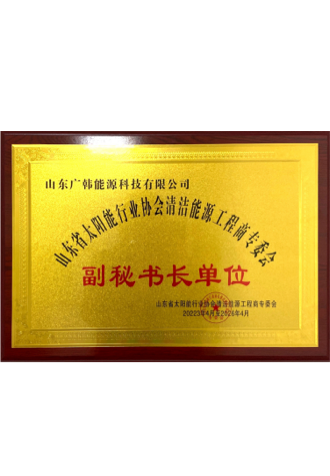 山东广韩能源科技有限公司
山东省太阳能行业协会清洁能源工程商专委会
副秘书长单位
山东省太阳能行业协会清洁能源工程商专委会
20223年4月至2026年4月